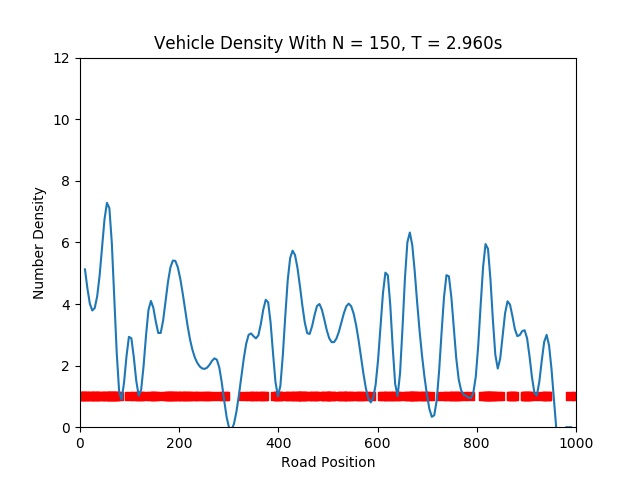 Vehicle Density With N = 150, T = 2.960s
12
10
8
6
4
2
0
Number Density
0 200 400 600 800 1000
Road Position